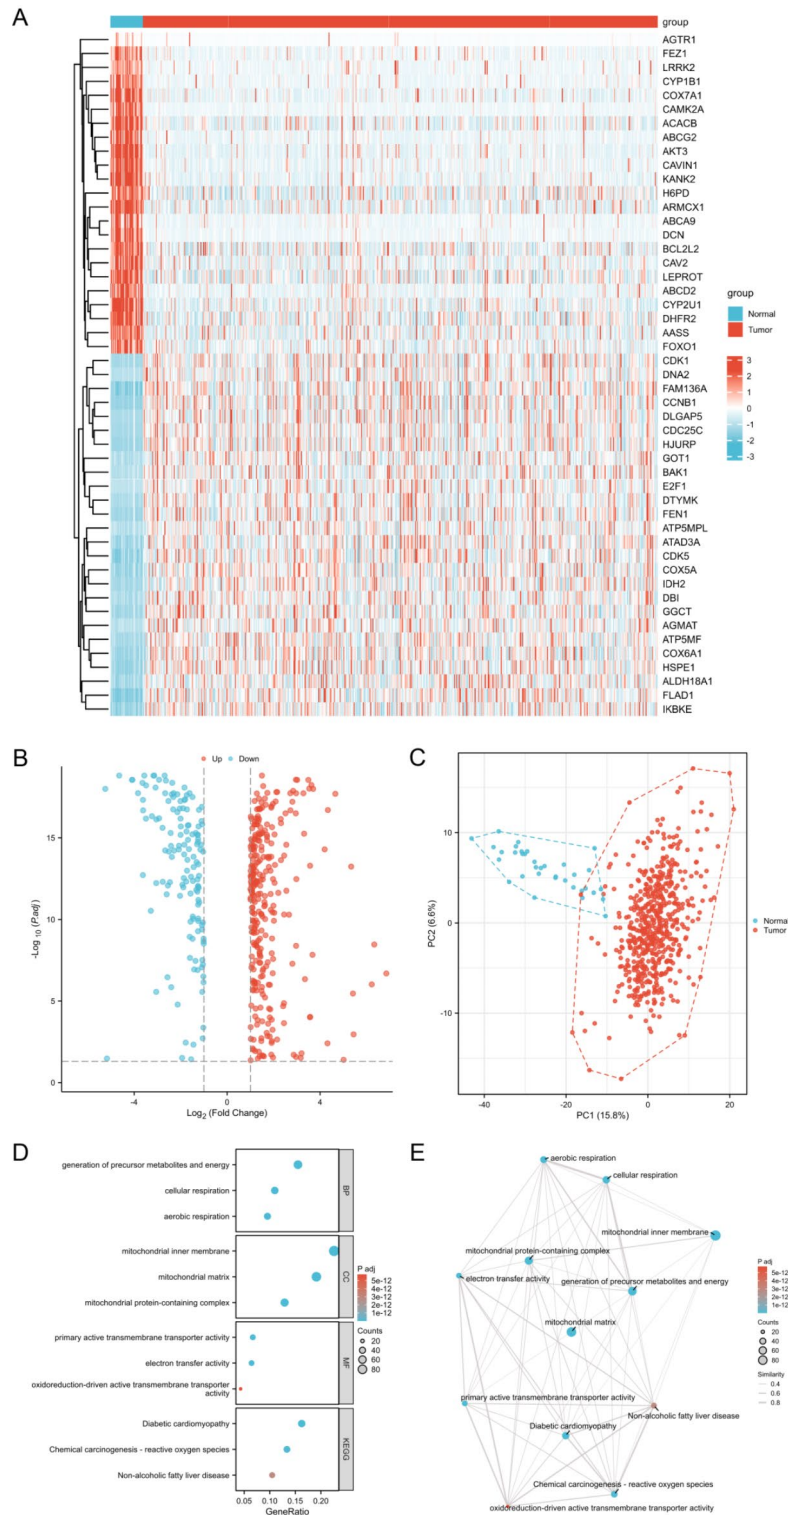 A
group
AGTR1
FEZ1
LRRK2
CYP1B1
COX7A1
CAMK2A
ACACB
ABCG2
AKT3
CAVIN1
KANK2
H6PD
ARMCX1
ABCA9
DCN
BCL2L2
CAV2
LEPROT
ABCD2
CYP2U1
DHFR2
AASS
FOXO1
CDK1
DNA2
FAM136A
CCNB1
DLGAP5
CDC25C
HJURP
GOT1
BAK1
E2F1
DTYMK
FEN1
ATP5MPL
ATAD3A
CDK5
COX5A
IDH2
DBI
GGCT
AGMAT
ATP5MF
COX6A1
HSPE1
ALDH18A1
FLAD1
IKBKE
group
Normal
Tumor
3
2
1
0
-1
-2
-3
B
Up Down
15
10
5
0
-Log10 (P.adj)
-4 0 4
Log2 (Fold Change)
C
10
0
-10
PC2 (6.6%)
-40 -20 0 20
PC1 (15.8%)
Norma
Tumor
D
generation of precursor metabolites and energy
cellular respiration
aerobic respiration
BP
mitochondrial inner membrane
mitochondrial matrix
mitochondrial protein-containing complex
CC
primary active transmembrane transporter activity
electron transfer activity
oxidoreduction-driven active transmembrane transporter
activity
MF
Diabetic cardiomyopathy
Chemical carcinogenesis - reactive oxygen species
Non-alcoholic fatty liver disease
KEGG
0.05 0.10 0.15 0.20
GeneRatio
P adj
5e-12
4e-12
3e-12
2e-12
1e-12
Counts
20
40
60
80
E
aerobic respiration
cellular respiration
mitochondrial inner membrane
mitochondrial protein-containing complex
electron transfer activity
generation of precursor metabolites and energy
mitochondrial matrix
primary active transmembrane transporter activity
Non-alcoholic fatty liver disease
Diabetic cardiomyopathy
Chemical carcinogenesis - reactive oxygen species
oxidoreduction-driven active transmembrane transporter activity
P adj
5e-12
4e-12
3e-12
2e-12
1e-12
Counts
20
40
60
80
Similarity
0.4
0.6
0.8